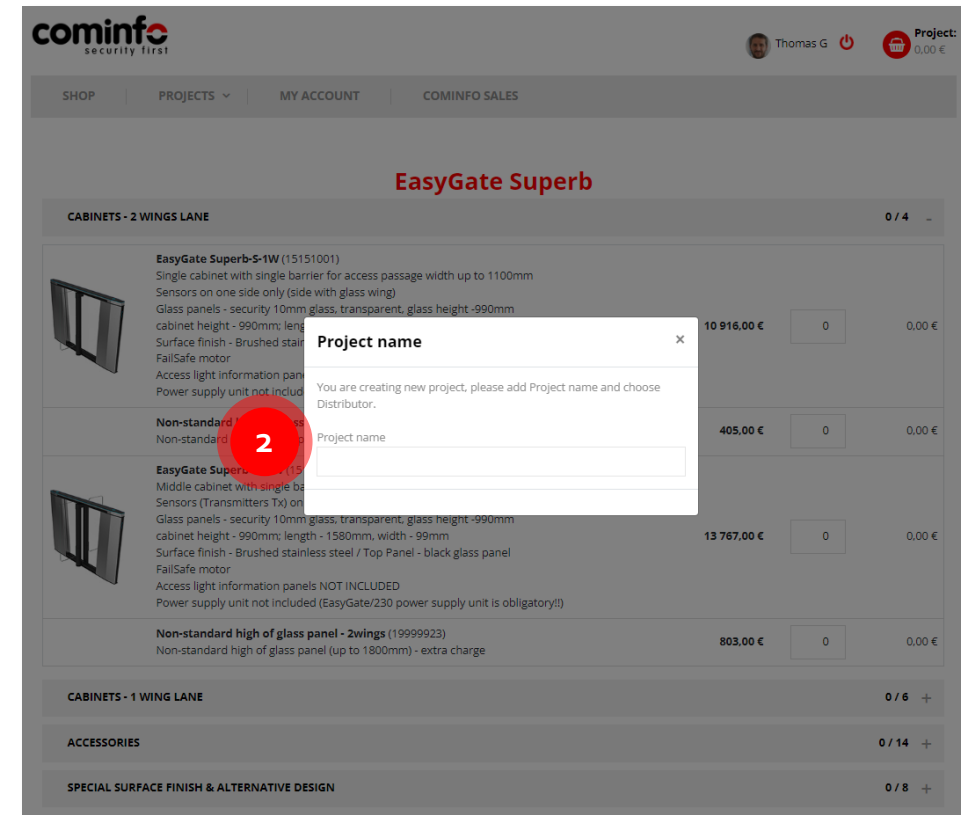 cominfo
security first
Thomas G
Project:
0,00 €
SHOP
PROJECTS
MY ACCOUNT
COMINFO SALES
EasyGate Superb
CABINETS - 2 WINGS LANE
0 / 4 -
EasyGate Superb-S-1W (15151001)
Single cabinet with single barrier for access passage width up to 1100mm
Sensors on one side only (side with glass wing)
Glass panels - security 10mm glass, transparent, glass height -990mm
cabinet height - 990mm;
Surface finish - Brushed
FailSafe motor
Access light information
Power supply unit not
10 916,00 € 0 0,00 €
Project name ×
You are creating new project, please add Project name and choose
Distributor.
Project name
2
Non-standard
Non-standard
405,00 € 0 0,00 €
EasyGate
Middle cabinet with single
Sensors (Transmitters Tx) on
Glass panels - security 10mm glass, transparent, glass height -990mm
cabinet height - 990mm; length - 1580mm, width - 99mm
Surface finish - Brushed stainless steel / Top Panel - black glass panel
FailSafe motor
Access light information panels NOT INCLUDED
Power supply unit not included (EasyGate/230 power supply unit is obligatory!!)
13 767,00 € 0 0,00 €
Non-standard high of glass panel - 2wings (19999923)
Non-standard high of glass panel (up to 1800mm) - extra charge
803,00 € 0 0,00 €
CABINETS - 1 WING LANE
0 / 6 +
ACCESSORIES
0 / 14 +
SPECIAL SURFACE FINISH & ALTERNATIVE DESIGN
0 / 8 +